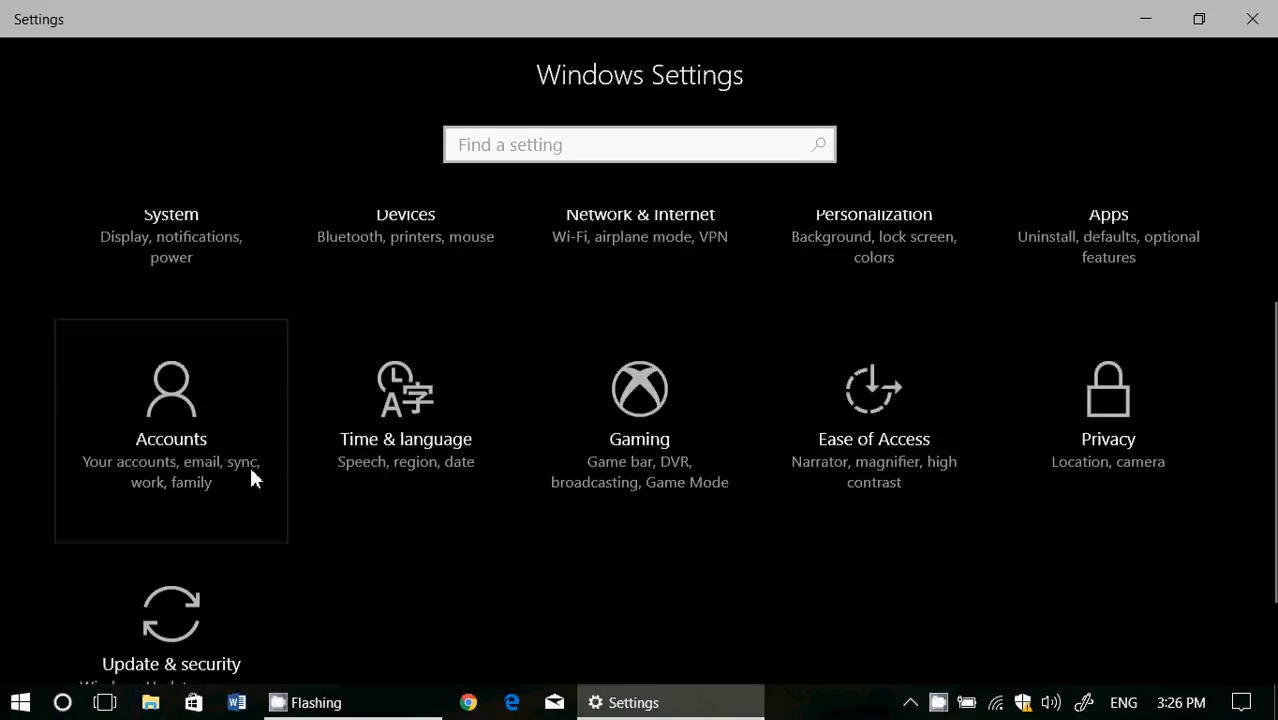 Settings
Windows Settings
Find a setting
System
Display, notifications,
power
Devices
Bluetooth, printers, mouse
Network & Internet
Wi-Fi, airplane mode, VPN
Personalization
Background, lock screen,
colors
Apps
Uninstall, defaults, optional
features
Accounts
Your accounts, email, sync,
work, family
Time & language
Speech, region, date
Gaming
Game bar, DVR,
broadcasting, Game Mode
Ease of Access
Narrator, magnifier, high
contrast
Privacy
Location, camera
Update & security
Flashing
Settings
ENG
3:26 PM